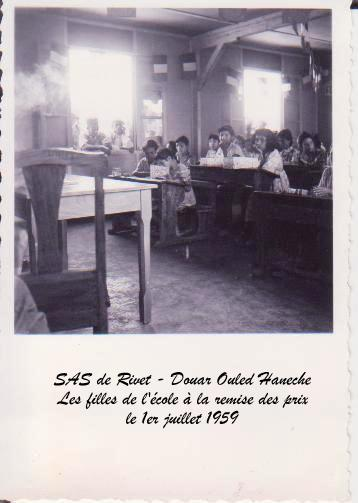 SAS de Rivet - Douar Ouled Haneche
Les filles de l'école à la remise des prix
le 1er juillet 1959